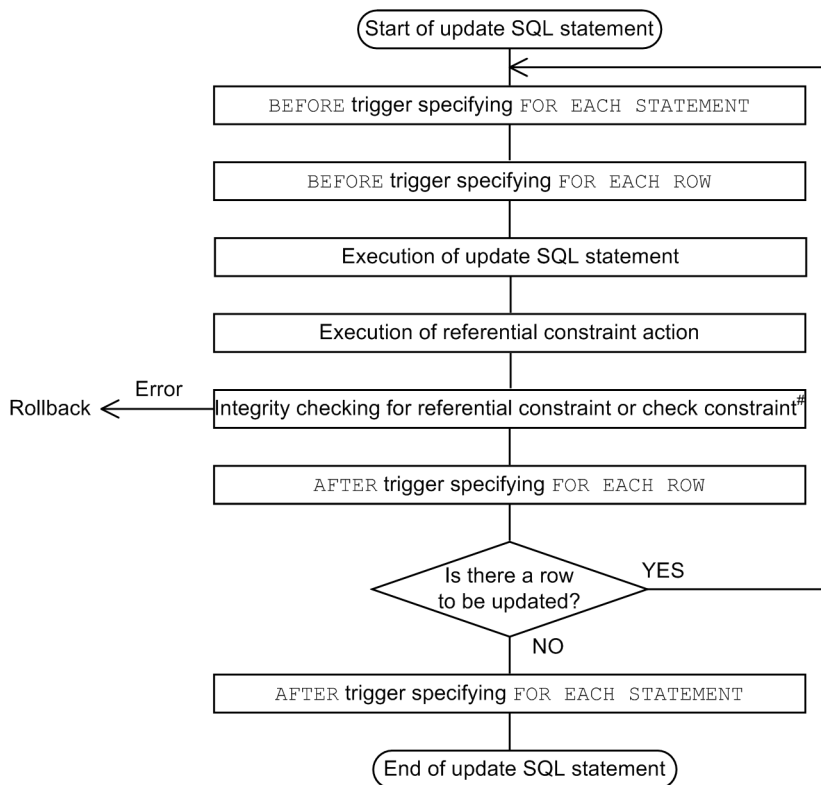 Start of update SQL statement
BEFORE trigger specifying FOR EACH STATEMENT
BEFORE trigger specifying FOR EACH ROW
Execution of update SQL statement
Execution of referential constraint action
Error
Rollback
Integrity checking for referential constraint or check constraint#
AFTER trigger specifying FOR EACH ROW
Is there a row
to be updated?
YES
NO
AFTER trigger specifying FOR EACH STATEMENT
End of update SQL statement